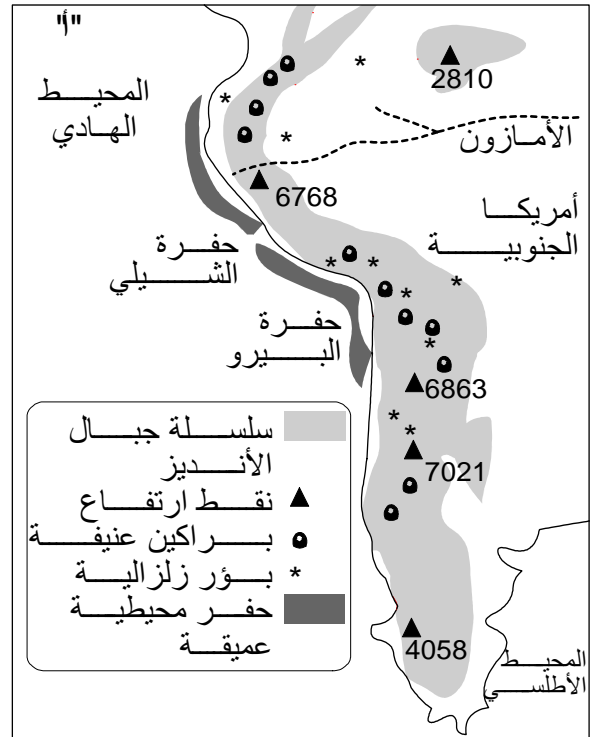 "أ"
المحيط
الهادي
2810
الأمازون
6768
أمريكا
الجنوبية
حفرة
الشيلي
حفرة
البيرو
6863
7021
سلسلة جبال
الأنديز
نقط ارتفاع
براكين عنيفة
بؤر زلزالية
حفر محيطية
عميقة
4058
المحيط
الأطلسي